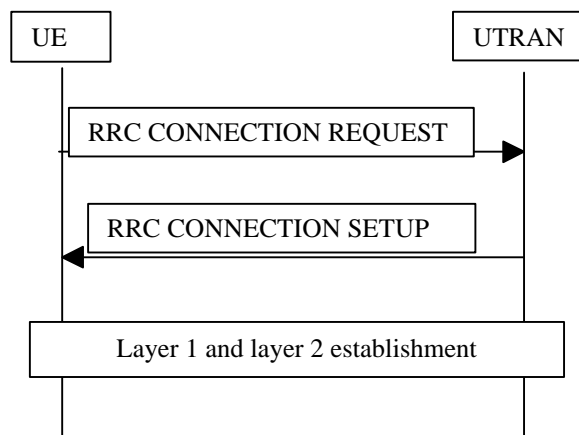 UE
UTRAN
RRC CONNECTION REQUEST
RRC CONNECTION SETUP
Layer 1 and layer 2 establishment